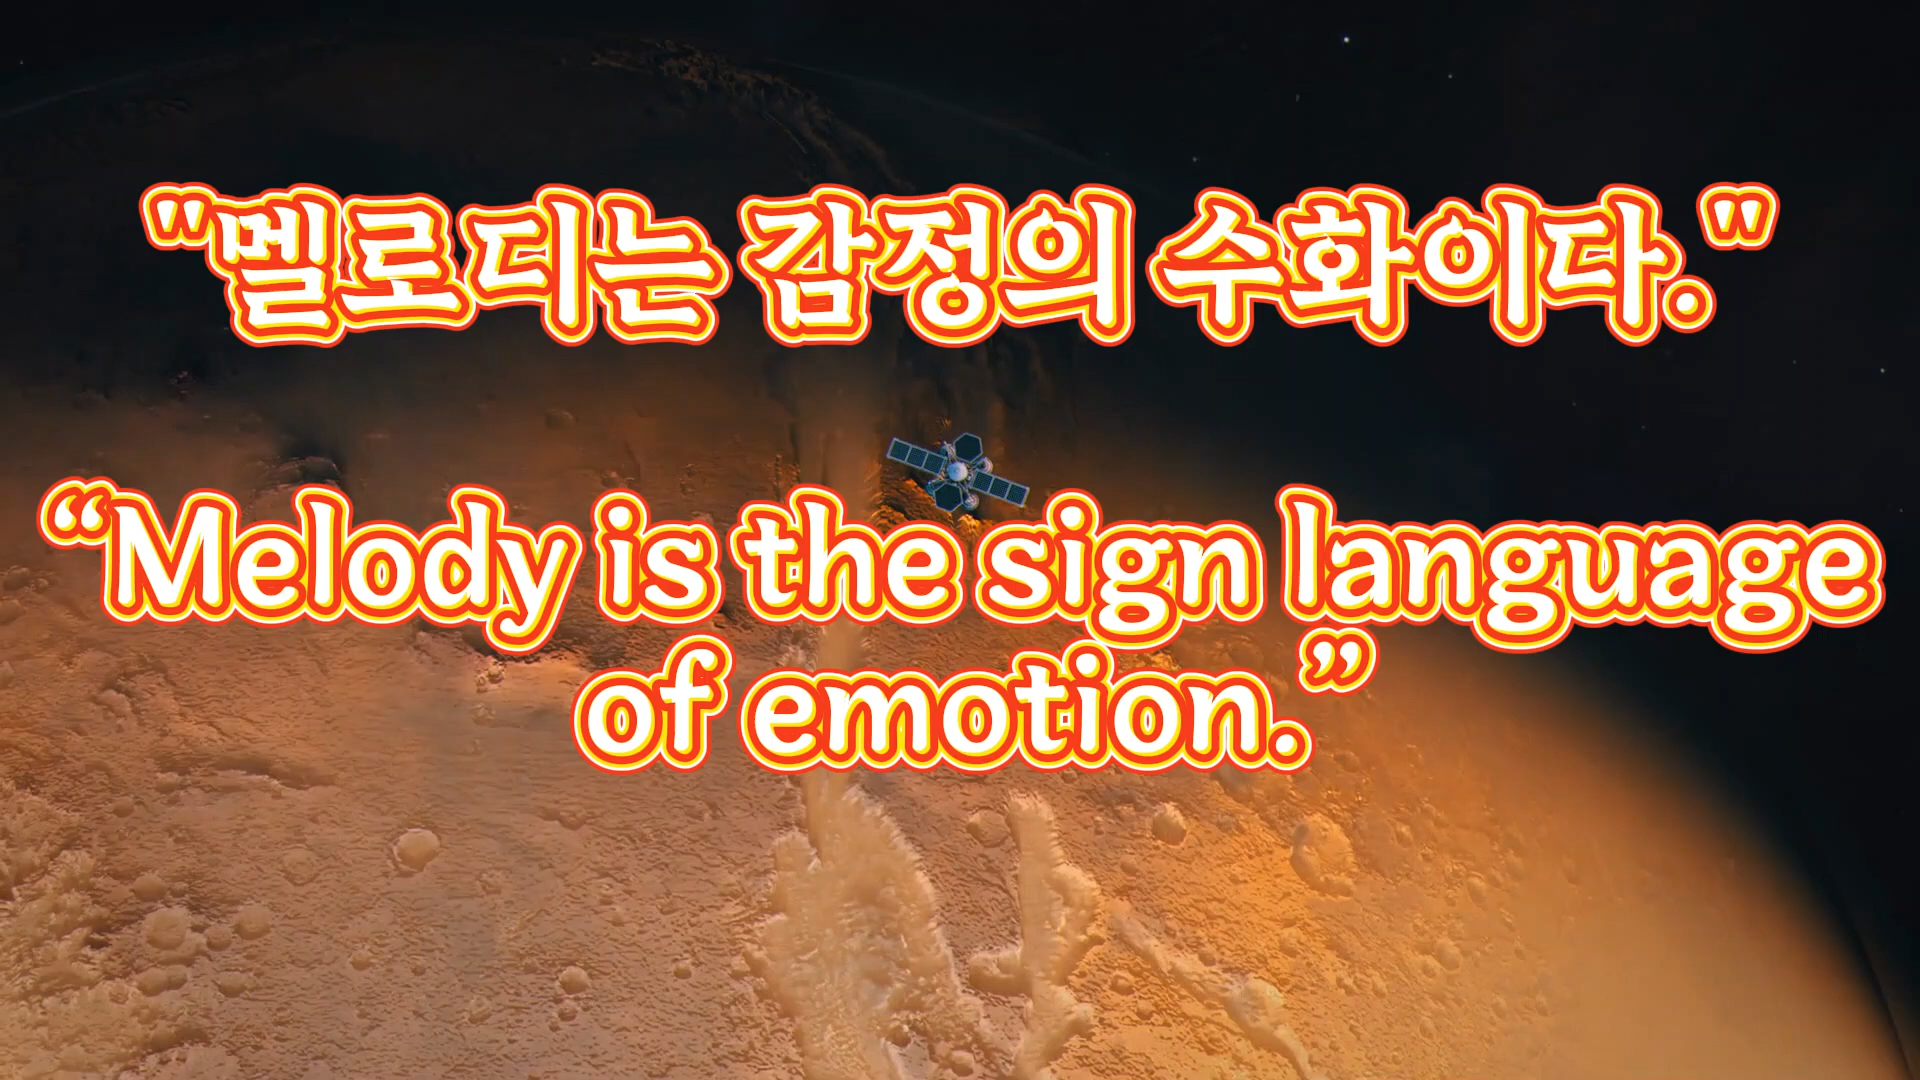 "멜로디는 감정의 수화이다."
“Melody is the sign language
of emotion.”